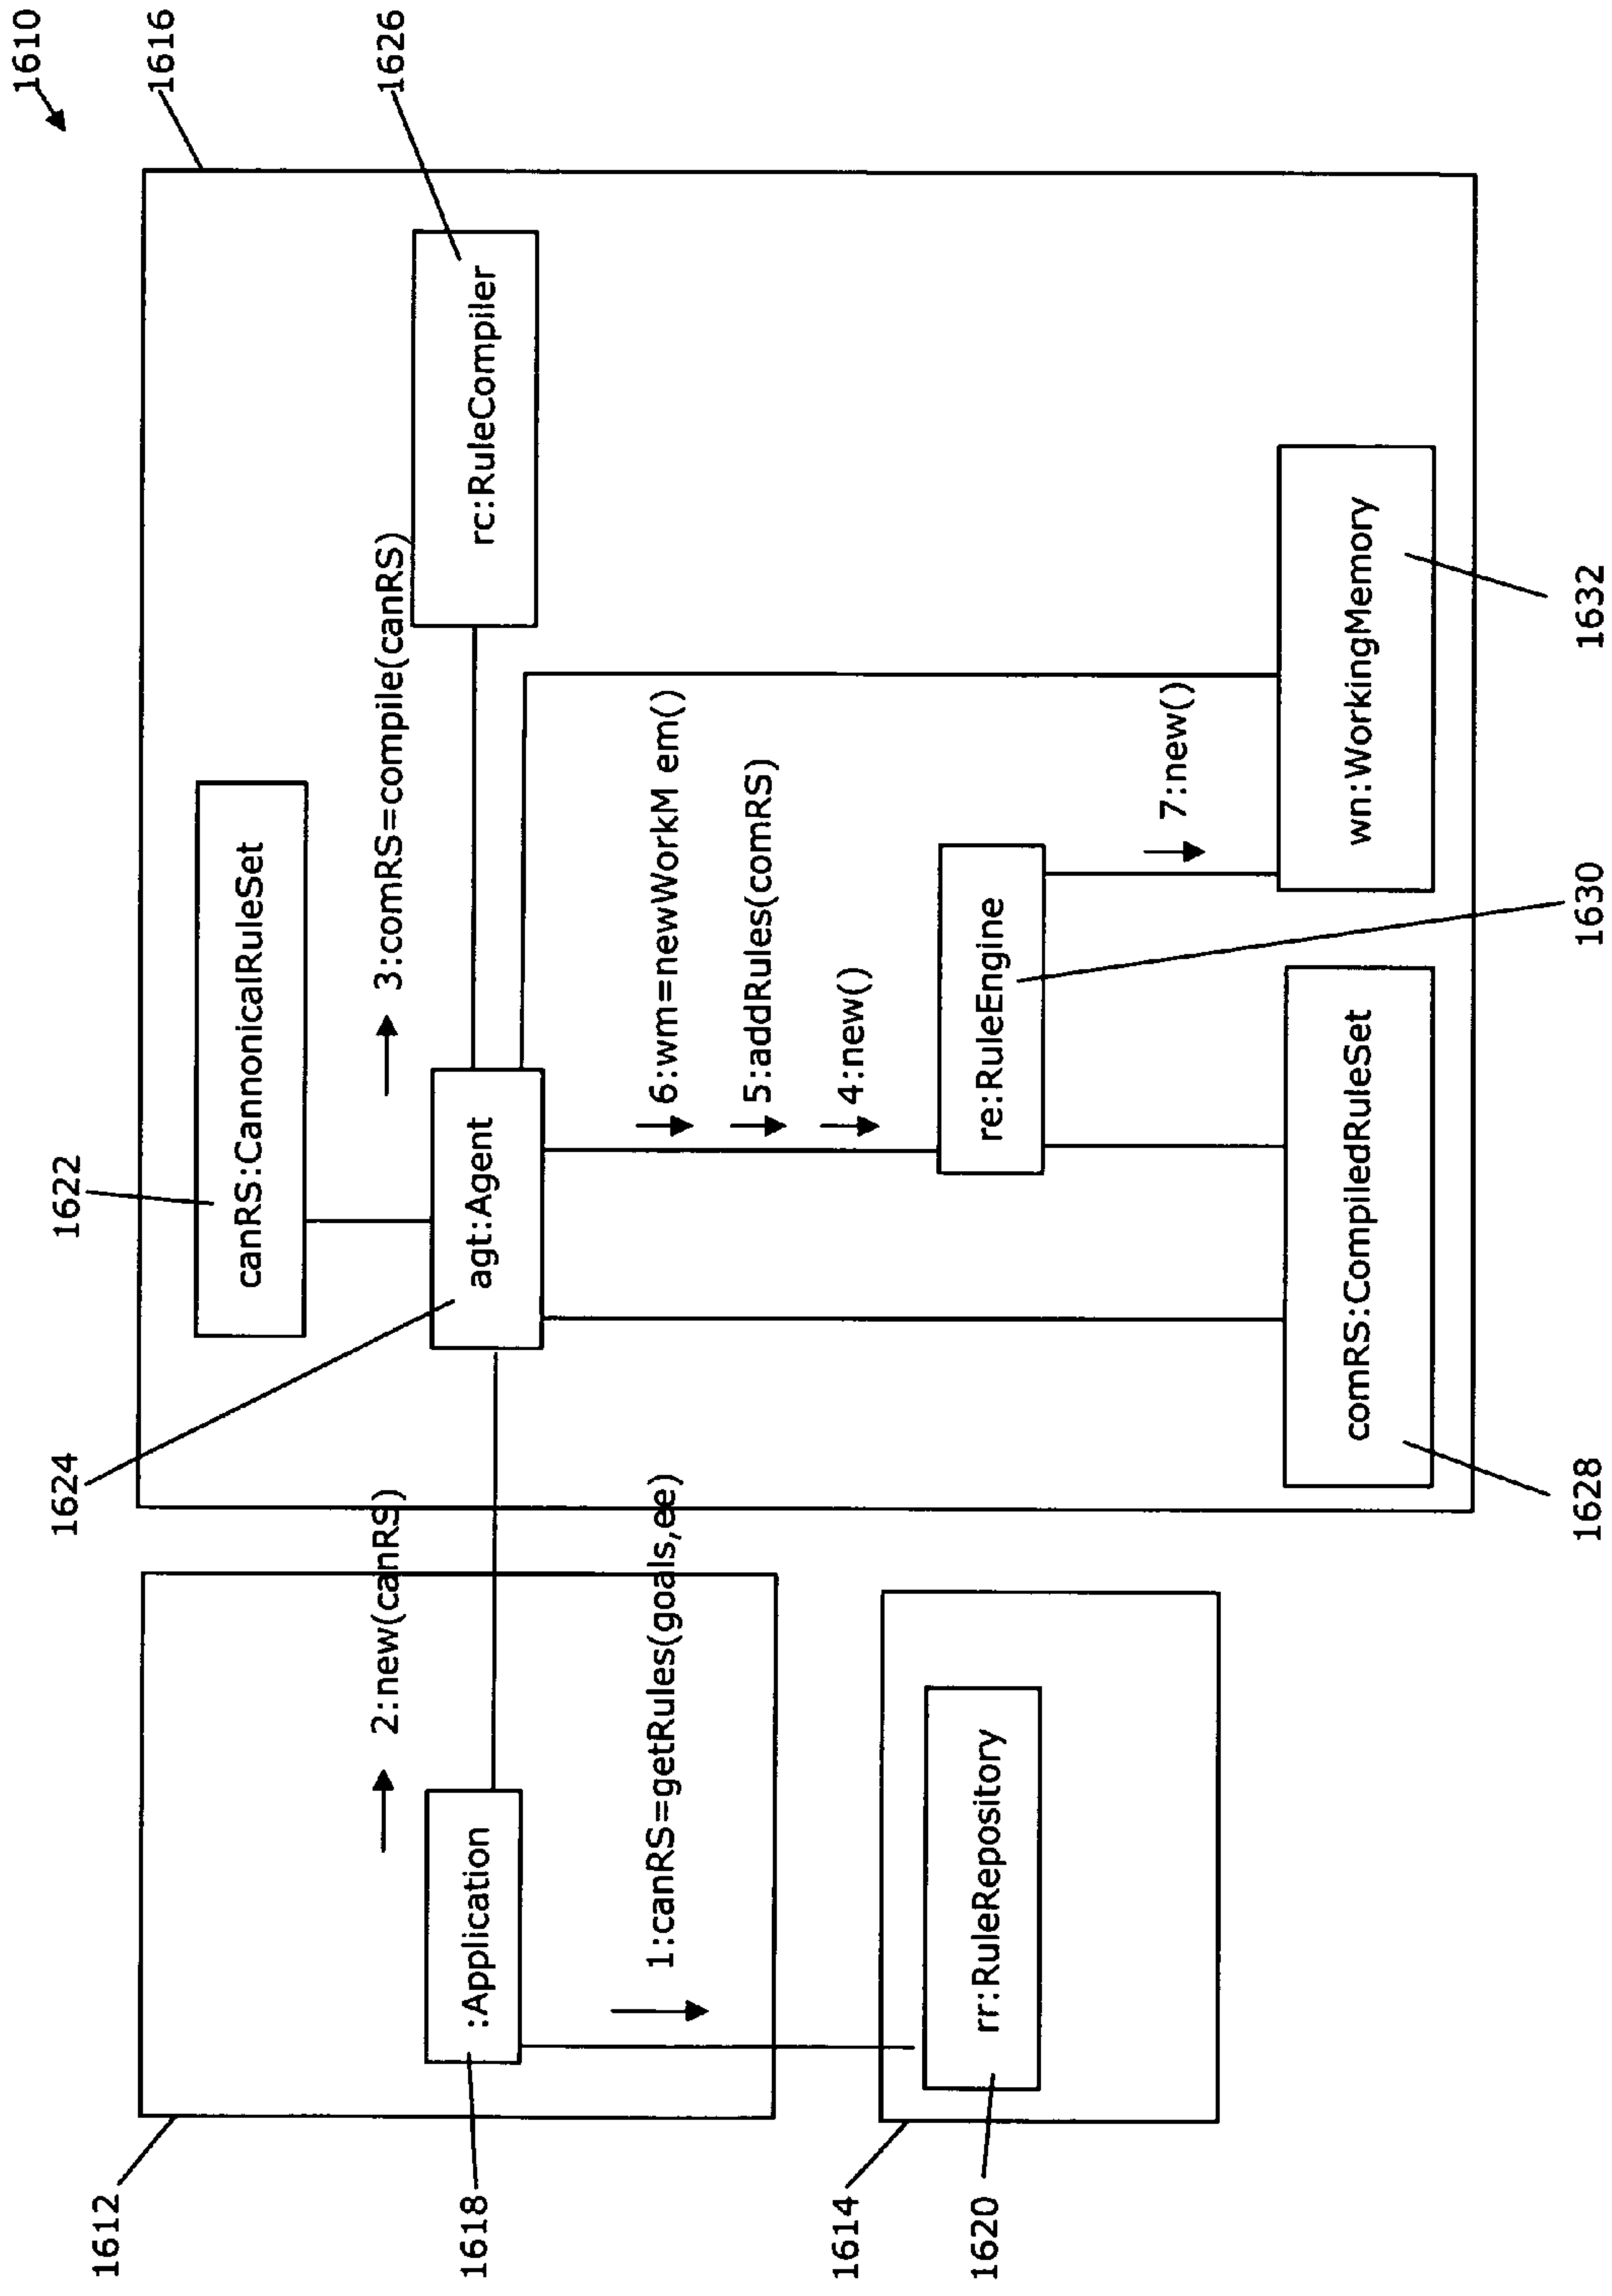 1610
1616
1626
1622
1624
canRS:CannonicalRuleSet
2:new(canRS)
3:comRS=compile(canRS)
:Application
agt:Agent
rc:RuleCompiler
1:canRS=getRules(goals,ee)
6:wm=newWorkM em()
5:addRules(comRS)
4:new()
rr:RuleRepository
re:RuleEngine
7:new()
comRS:CompiledRuleSet
wn:WorkingMemory
1612
1618
1614
1620
1628
1630
1632